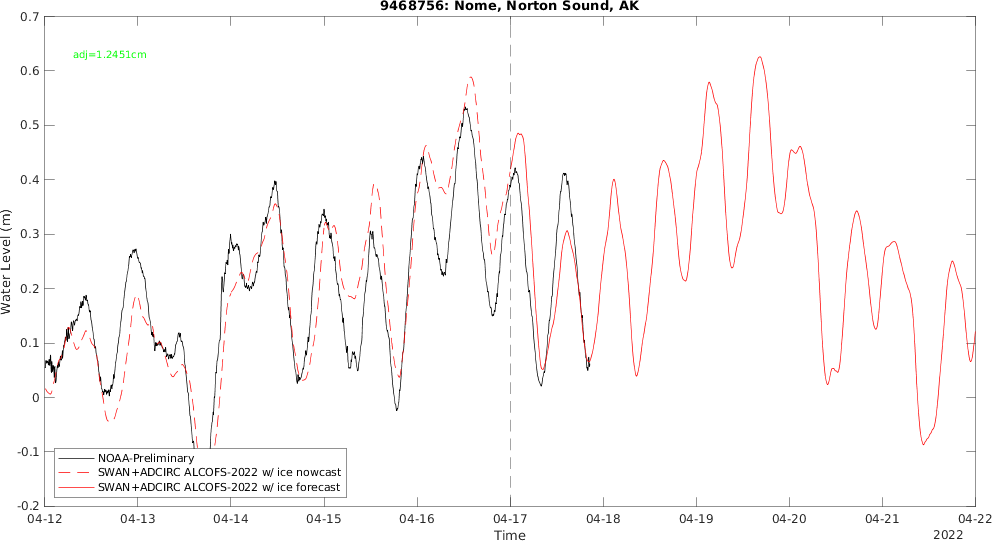 9468756: Nome, Norton Sound, AK
adj=1.2451cm
0.7
0.6
0.5
0.4
0.3
0.2
0.1
0
-0.1
-0.2
Water Level (m)
NOAA-Preliminary
SWAN+ADCIRC ALCOFS-2022 w/ ice nowcast
SWAN+ADCIRC ALCOFS-2022 w/ ice forecast
04-12 04-13 04-14 04-15 04-16 04-17 04-18 04-19 04-20 04-21 04-22
Time
2022